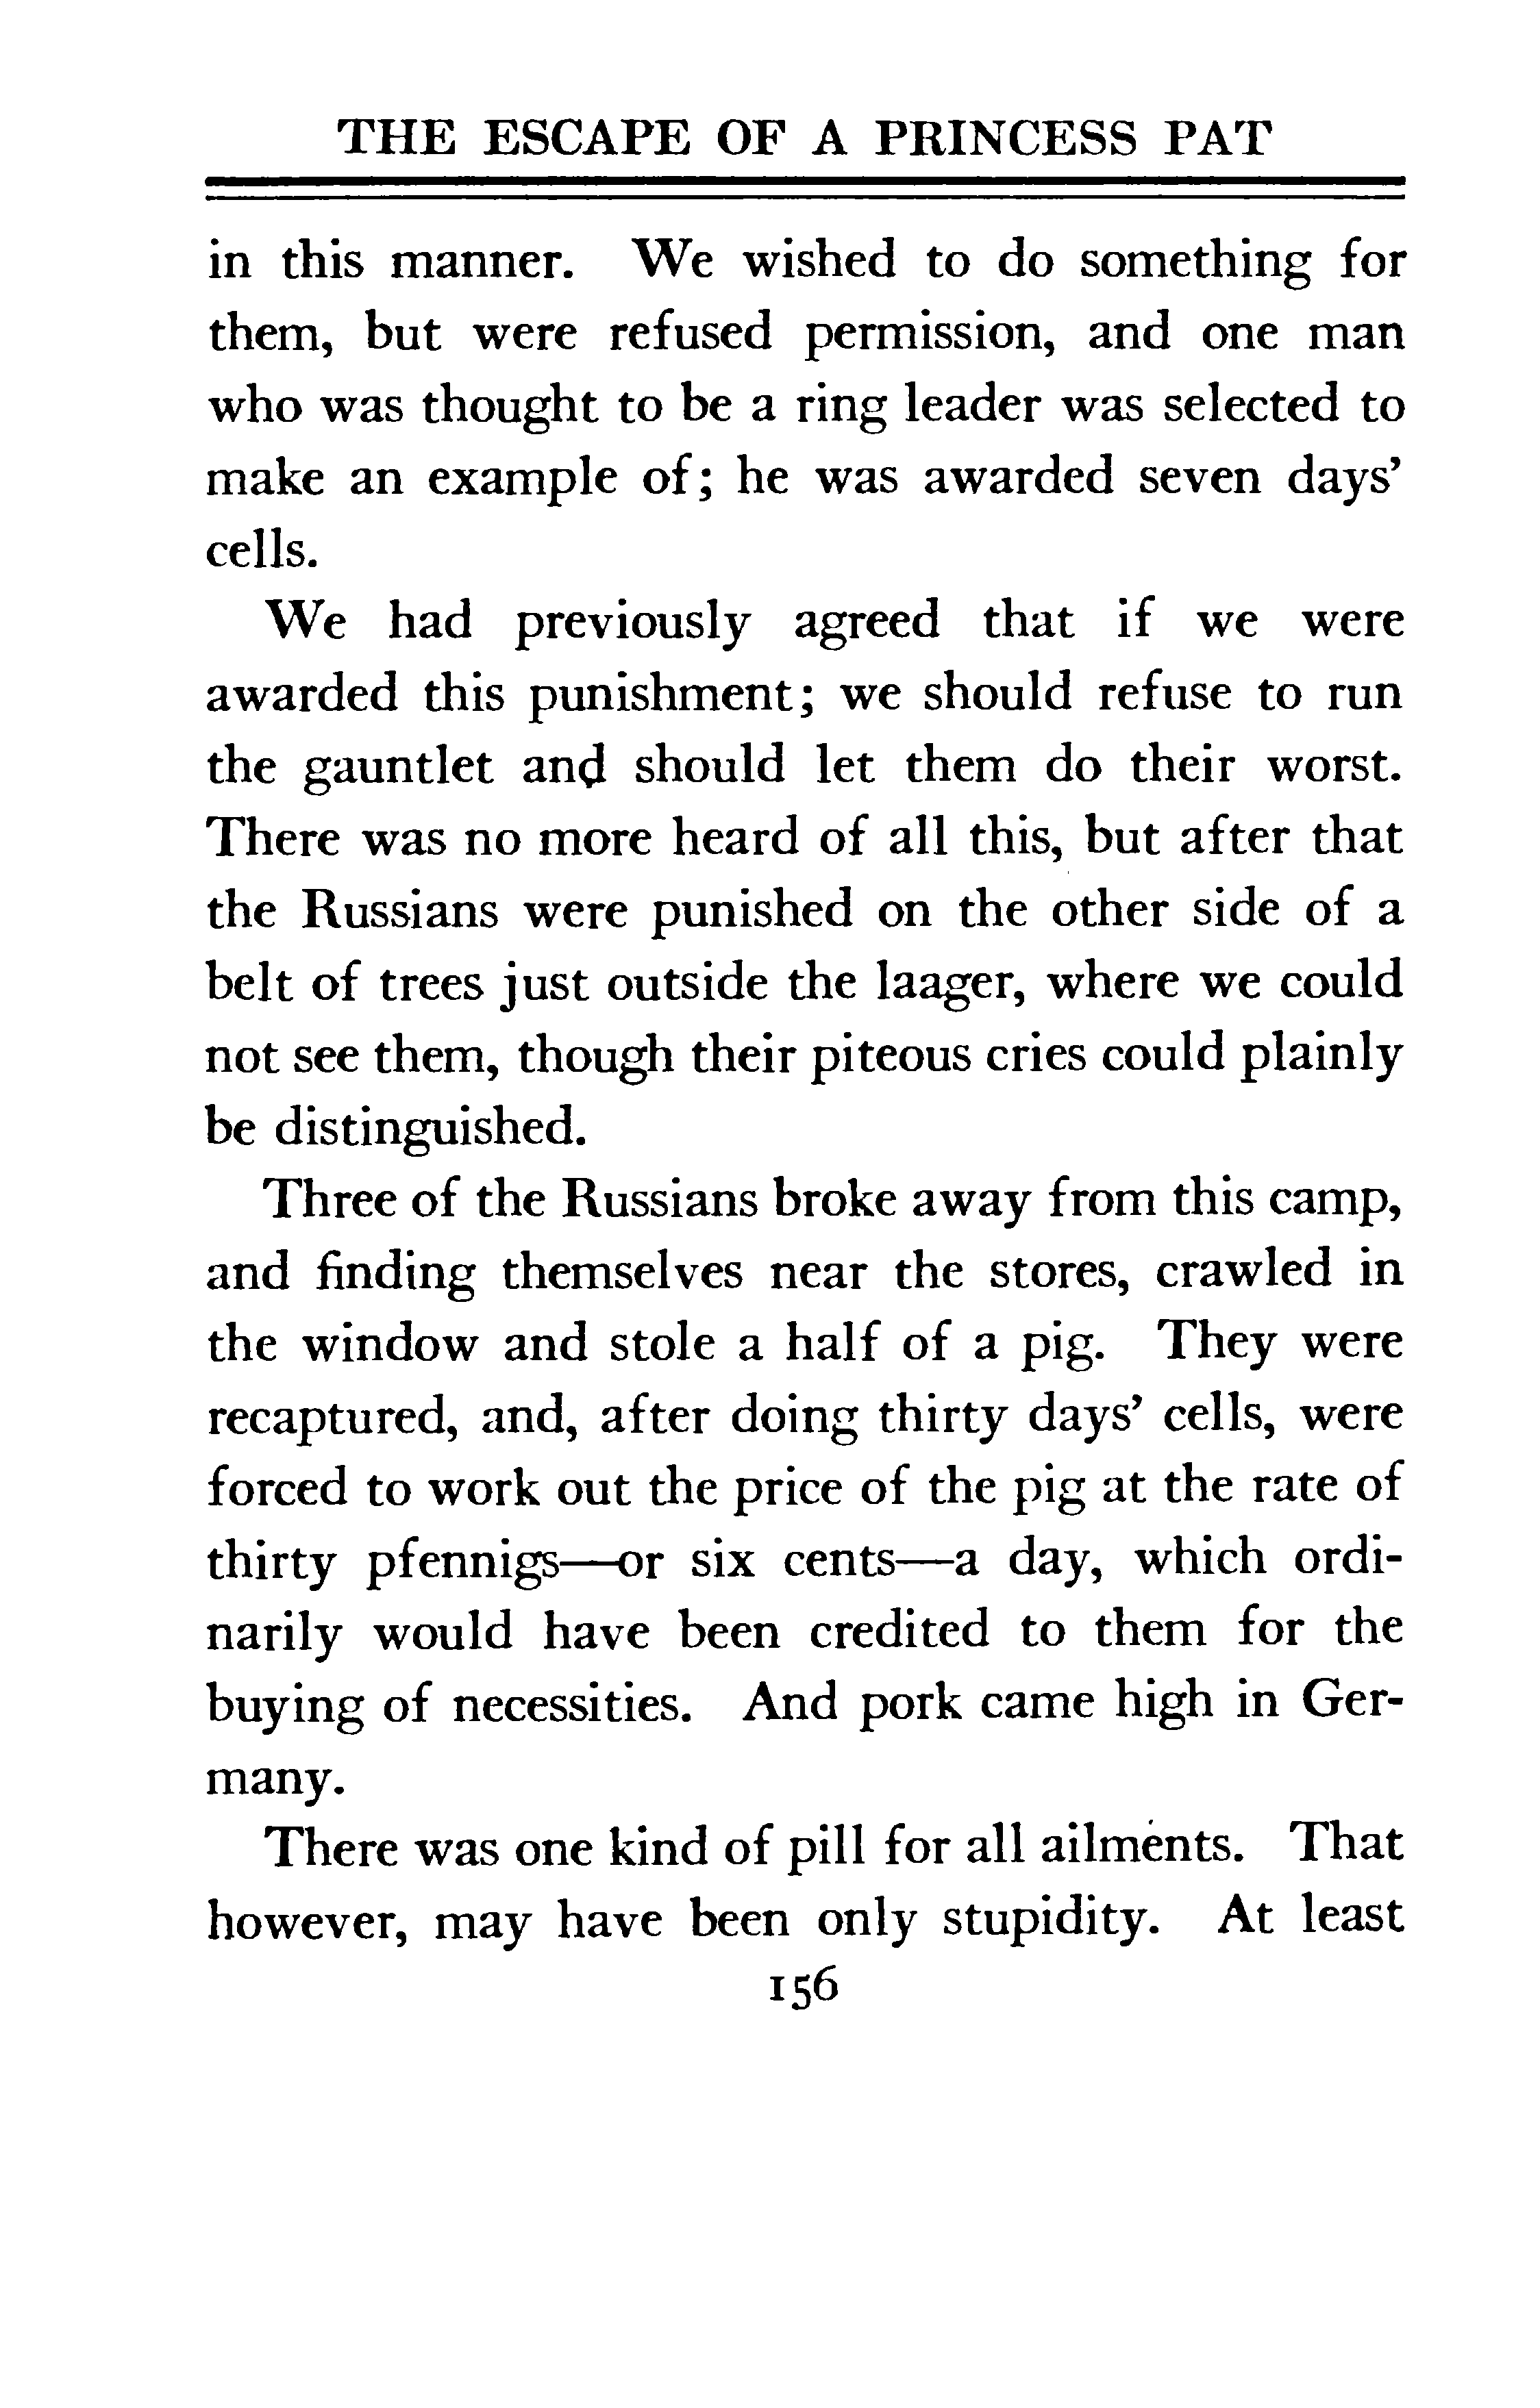 THE ESCAPE OF A PRINCESS PAT
in this manner. We wished to do something for
them, but were refused permission, and one man
who was thought to be a ring leader was selected to
make an example of; he was awarded seven days’
cells.
We had previously agreed that if we were
awarded this punishment; we should refuse to run
the gauntlet and should let them do their worst.
There was no more heard of all this, but after that
the Russians were punished on the other side of a
belt of trees just outside the laager, where we could
not see them, though their piteous cries could plainly
be distinguished.
Three of the Russians broke away from this camp,
and finding themselves near the stores, crawled in
the window and stole a half of a pig. They were
recaptured, and, after doing thirty days’ cells, were
forced to work out the price of the pig at the rate of
thirty pfennigs—or six cents—a day, which ordi-
narily would have been credited to them for the
buying of necessities. And pork came high in Ger-
many.
There was one kind of pill for all ailments. That
however, may have been only stupidity. At least
156